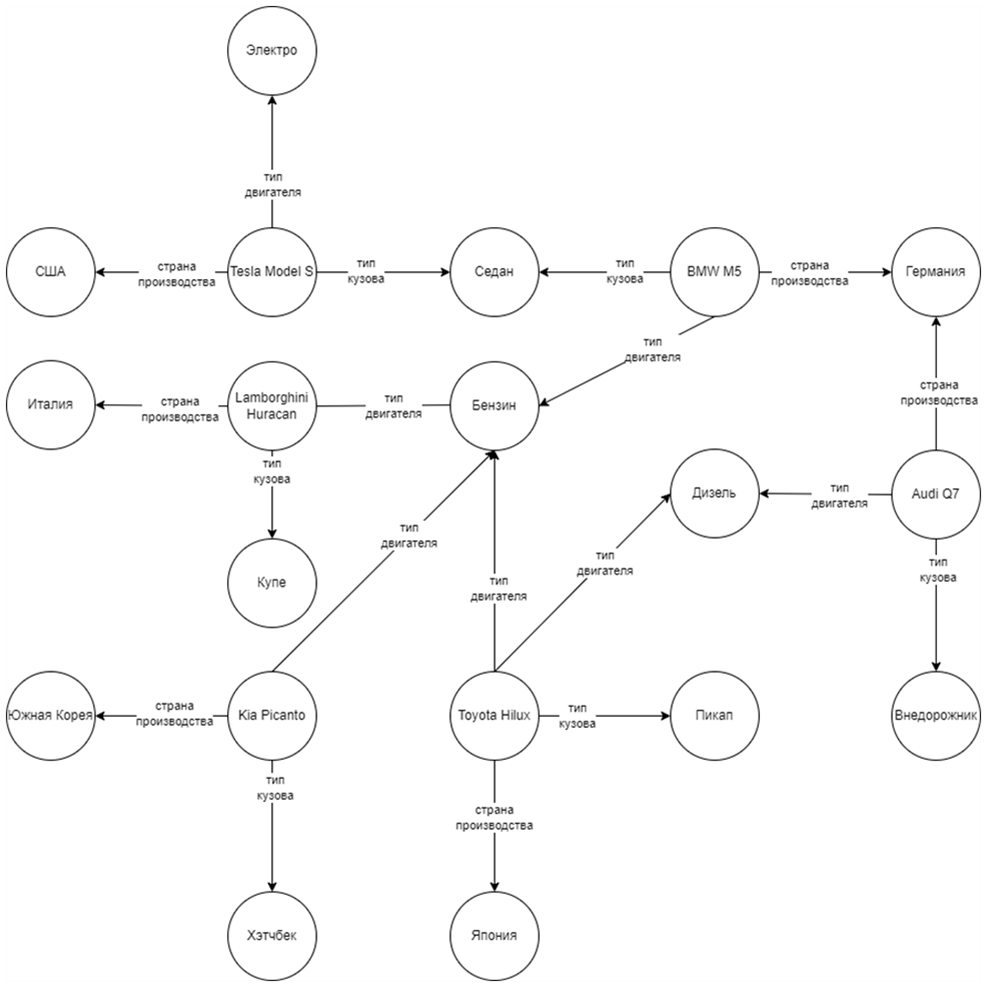 Электро
тип
двигателя
США
страна
производства
Tesla Model S
тип
кузова
Седан
тип
кузова
BMW M5
страна
производства
Германия
тип
двигателя
Италия
страна
производства
Lamborghini
Huracan
тип
двигателя
Бензин
страна
производства
тип
кузова
Дизель
тип
двигателя
Audi Q7
тип
двигателя
тип
двигателя
тип
кузова
Купе
тип
двигателя
Южная Корея
страна
производства
Kia Picanto
Toyota Hilux
тип
кузова
Пикап
Внедорожник
тип
кузова
страна
производства
Хэтчбек
Япония